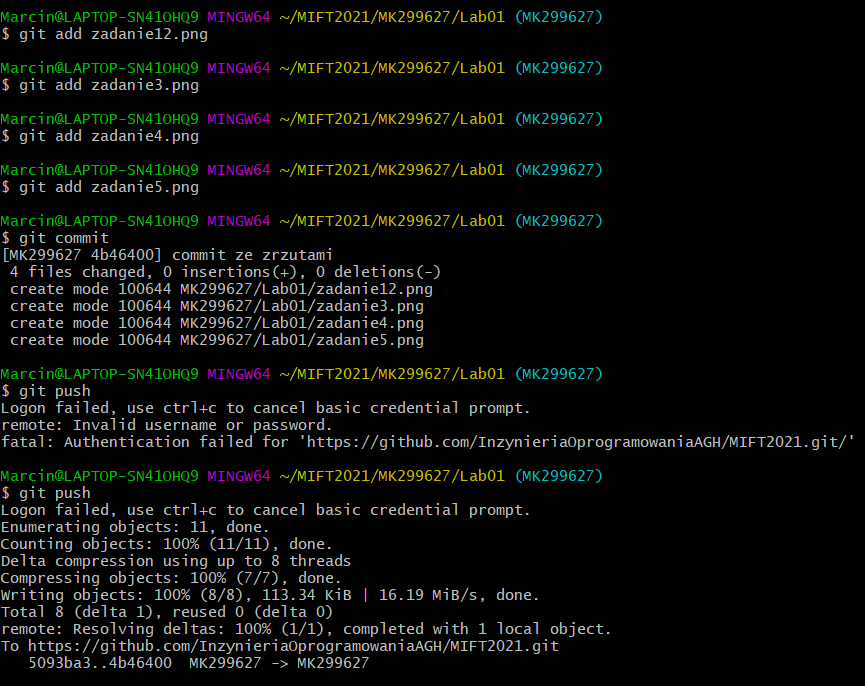 Marcin@LAPTOP-SN41OHQ9 MINGW64 ~/MIFT2021/MK299627/Lab01 (MK299627)
$ git add zadanie12.png
Marcin@LAPTOP-SN41OHQ9 MINGW64 ~/MIFT2021/MK299627/Lab01 (MK299627)
$ git add zadanie3.png
Marcin@LAPTOP-SN41OHQ9 MINGW64 ~/MIFT2021/MK299627/Lab01 (MK299627)
$ git add zadanie4.png
Marcin@LAPTOP-SN41OHQ9 MINGW64 ~/MIFT2021/MK299627/Lab01 (MK299627)
$ git add zadanie5.png
Marcin@LAPTOP-SN41OHQ9 MINGW64 ~/MIFT2021/MK299627/Lab01 (MK299627)
$ git commit
[MK299627 4b46400] commit ze zrzutami
 4 files changed, 0 insertions(+), 0 deletions(-)
 create mode 100644 MK299627/Lab01/zadanie12.png
 create mode 100644 MK299627/Lab01/zadanie3.png
 create mode 100644 MK299627/Lab01/zadanie4.png
 create mode 100644 MK299627/Lab01/zadanie5.png
Marcin@LAPTOP-SN41OHQ9 MINGW64 ~/MIFT2021/MK299627/Lab01 (MK299627)
$ git push
Logon failed, use ctrl+c to cancel basic credential prompt.
remote: Invalid username or password.
fatal: Authentication failed for 'https://github.com/InzynieriaOprogramowaniaAGH/MIFT2021.git/'
Marcin@LAPTOP-SN41OHQ9 MINGW64 ~/MIFT2021/MK299627/Lab01 (MK299627)
$ git push
Logon failed, use ctrl+c to cancel basic credential prompt.
Enumerating objects: 11, done.
Counting objects: 100% (11/11), done.
Delta compression using up to 8 threads
Compressing objects: 100% (7/7), done.
Writing objects: 100% (8/8), 113.34 KiB | 16.19 MiB/s, done.
Total 8 (delta 1), reused 0 (delta 0)
remote: Resolving deltas: 100% (1/1), completed with 1 local object.
To https://github.com/InzynieriaOprogramowaniaAGH/MIFT2021.git
   5093ba3..4b46400  MK299627 -> MK299627